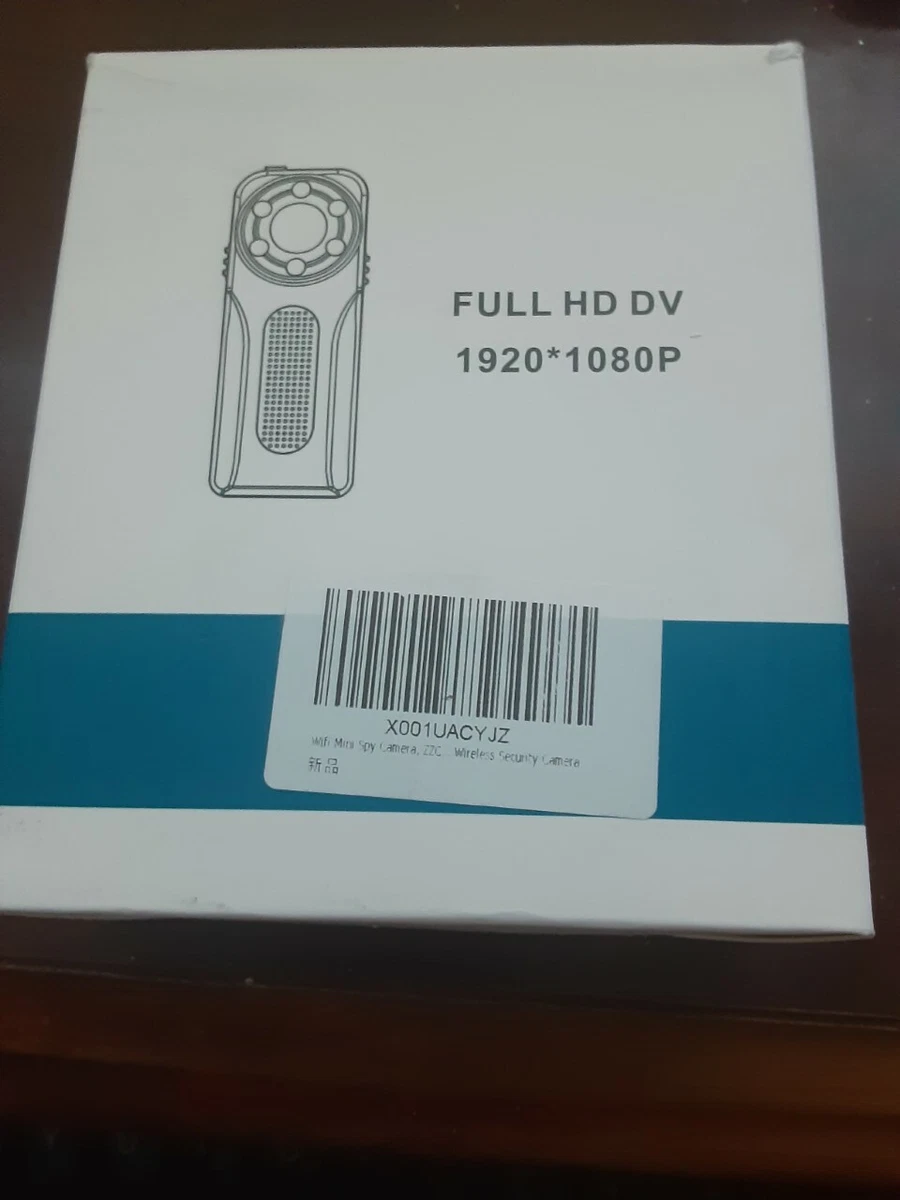 FULL HD DV
1920*1080P
X001UACYJZ
Wifi Mini Spy Camera, ZZC... Wireless Security Camera
新品